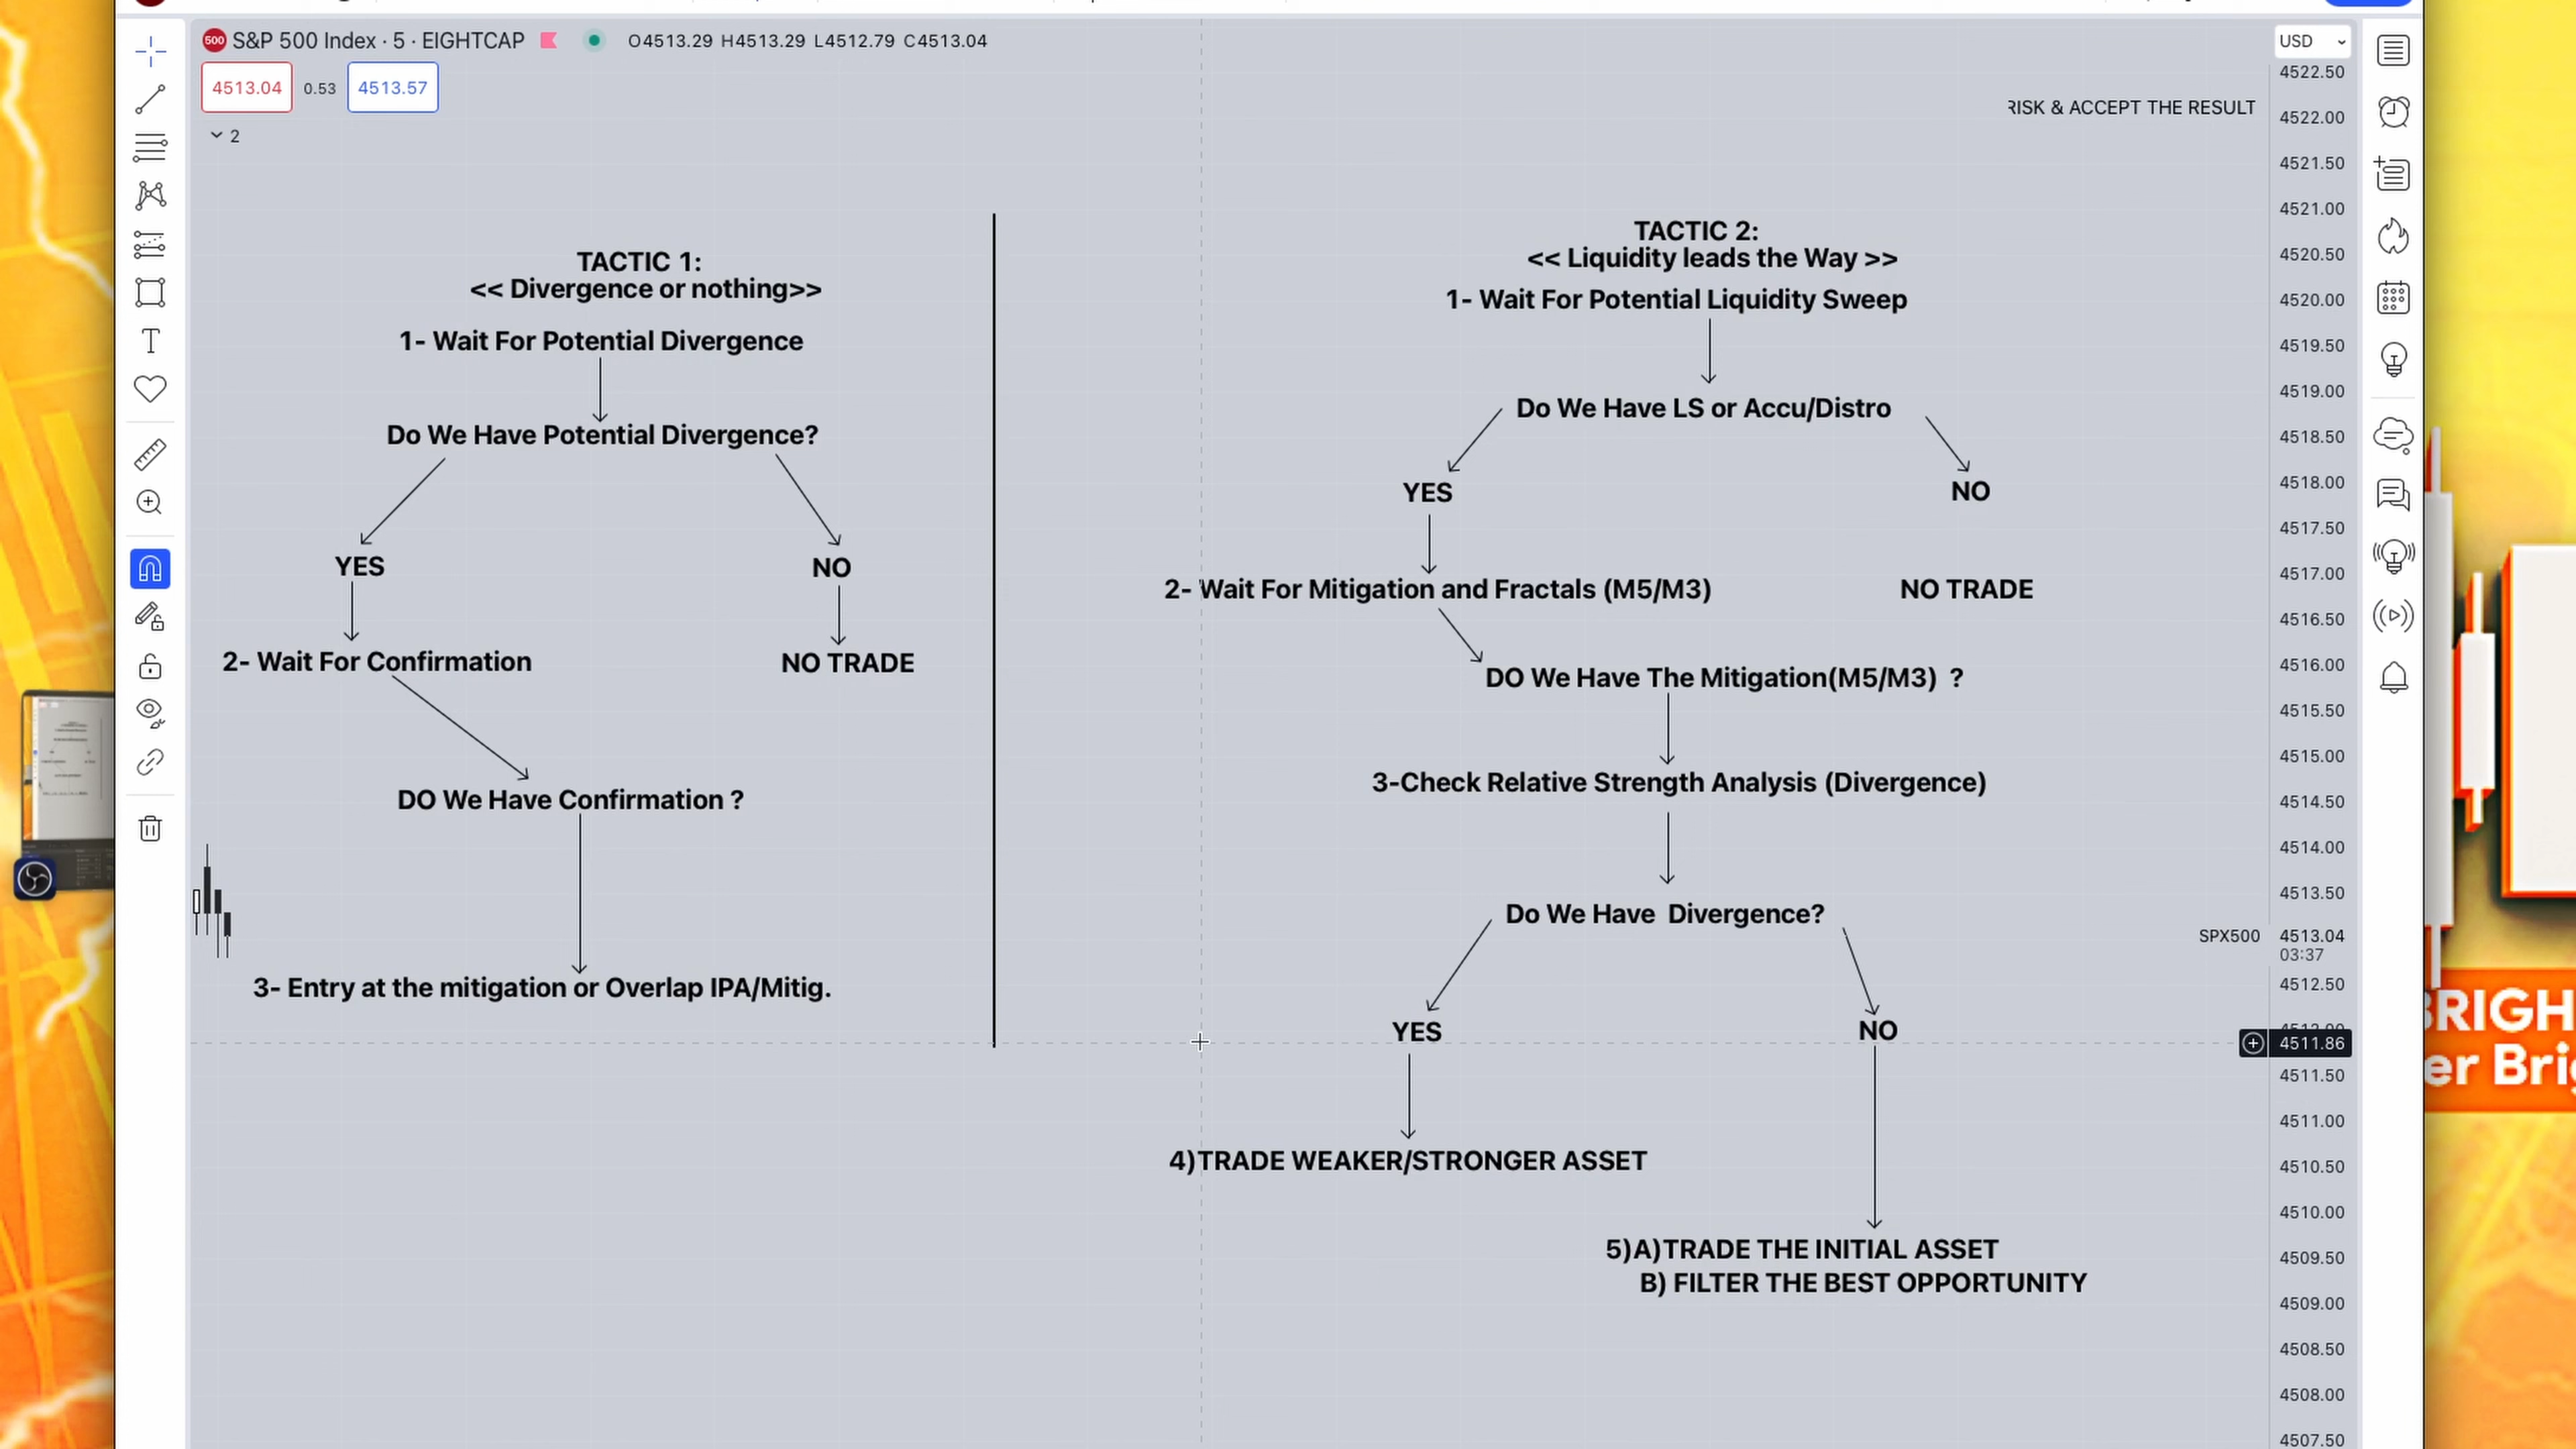 S&P 500 Index · 5 · EIGHTCAP
O4513.29 H4513.29 L4512.79 C4513.04
USD
4513.04
0.53
4513.57
2
RISK & ACCEPT THE RESULT
TACTIC 1:
<< Divergence or nothing>>
1- Wait For Potential Divergence
Do We Have Potential Divergence?
YES
NO
2- Wait For Confirmation
NO TRADE
DO We Have Confirmation ?
3- Entry at the mitigation or Overlap IPA/Mitig.
TACTIC 2:
<< Liquidity leads the Way >>
1- Wait For Potential Liquidity Sweep
Do We Have LS or Accu/Distro
YES
NO
2- Wait For Mitigation and Fractals (M5/M3)
NO TRADE
DO We Have The Mitigation(M5/M3) ?
3-Check Relative Strength Analysis (Divergence)
Do We Have Divergence?
YES
NO
4)TRADE WEAKER/STRONGER ASSET
5)A)TRADE THE INITIAL ASSET
B) FILTER THE BEST OPPORTUNITY
4522.50
4522.00
4521.50
4521.00
4520.50
4520.00
4519.50
4519.00
4518.50
4518.00
4517.50
4517.00
4516.50
4516.00
4515.50
4515.00
4514.50
4514.00
4513.50
SPX500 4513.04
03:37
4512.50
4511.86
4511.50
4511.00
4510.50
4510.00
4509.50
4509.00
4508.50
4508.00
4507.50